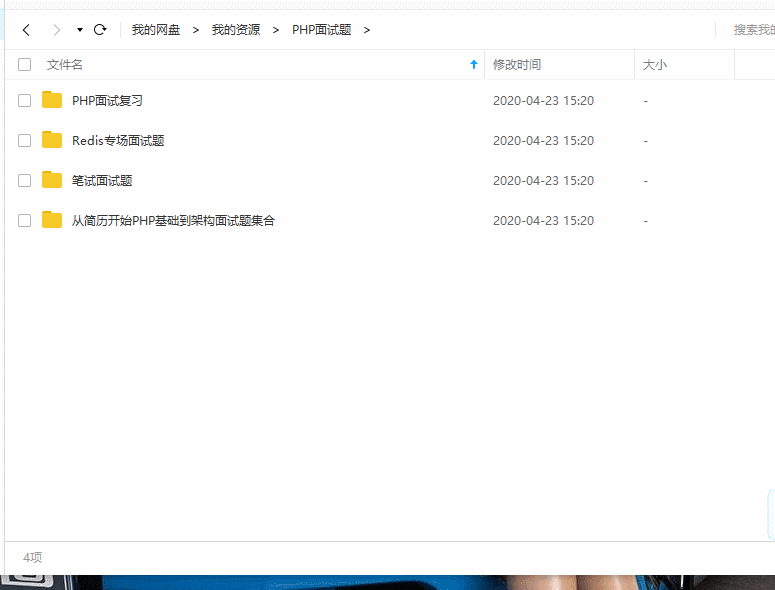 我的网盘 > 我的资源 > PHP面试题 > 搜索我的
文件名 修改时间 大小
PHP面试复习 2020-04-23 15:20 -
Redis专场面试题 2020-04-23 15:20 -
笔试面试题 2020-04-23 15:20 -
从简历开始PHP基础到架构面试题集合 2020-04-23 15:20 -
4项